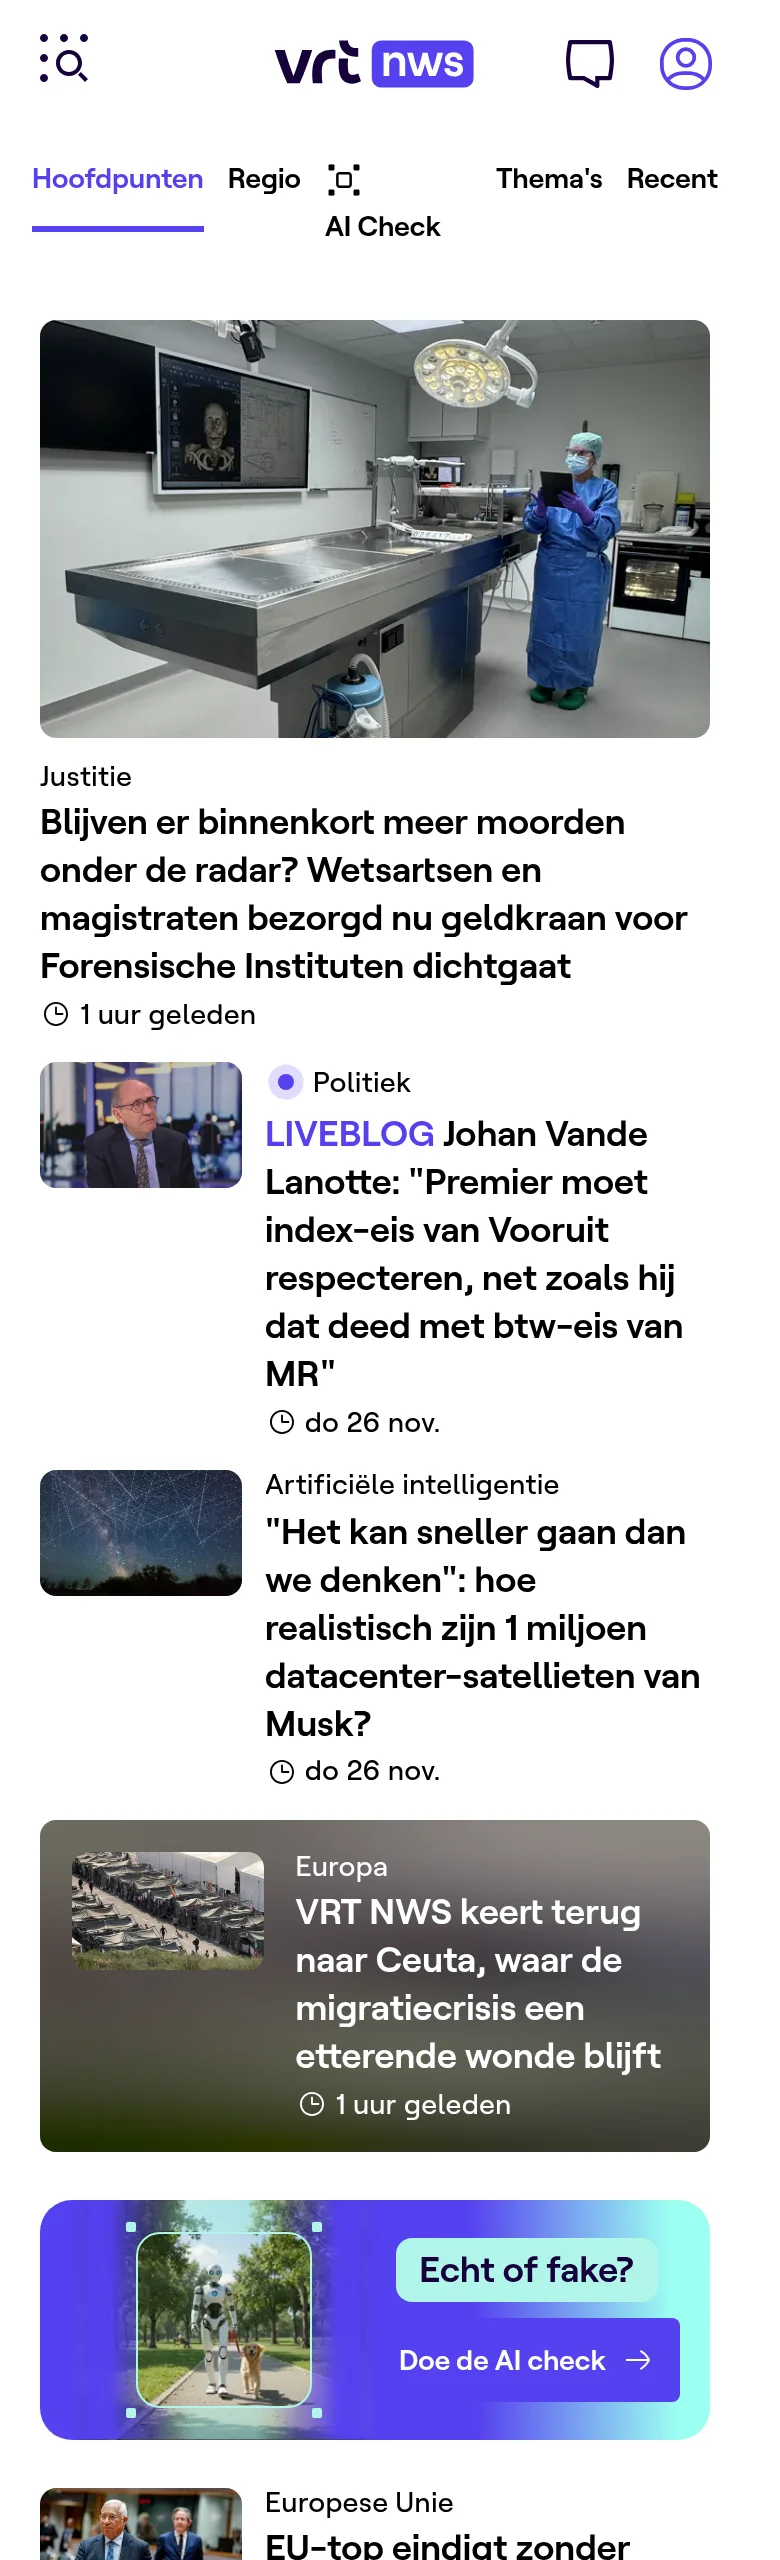 vrt nws
Hoofdpunten
Regio
AI Check
Thema's
Recent
Justitie
Blijven er binnenkort meer moorden
onder de radar? Wetsartsen en
magistraten bezorgd nu geldkraan voor
Forensische Instituten dichtgaat
1 uur geleden
Politiek
LIVEBLOG Johan Vande
Lanotte: "Premier moet
index-eis van Vooruit
respecteren, net zoals hij
dat deed met btw-eis van
MR"
do 26 nov.
Artificiële intelligentie
"Het kan sneller gaan dan
we denken": hoe
realistisch zijn 1 miljoen
datacenter-satellieten van
Musk?
do 26 nov.
Europa
VRT NWS keert terug
naar Ceuta, waar de
migratiecrisis een
etterende wonde blijft
1 uur geleden
Echt of fake?
Doe de AI check
Europese Unie
EU-top eindigt zonder